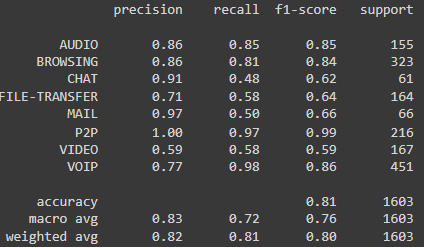 precision recall f1-score support
AUDIO 0.86 0.85 0.85 155
BROWSING 0.86 0.81 0.84 323
CHAT 0.91 0.48 0.62 61
FILE-TRANSFER 0.71 0.58 0.64 164
MAIL 0.97 0.50 0.66 66
P2P 1.00 0.97 0.99 216
VIDEO 0.59 0.58 0.59 167
VOIP 0.77 0.98 0.86 451
accuracy 0.81 1603
macro avg 0.83 0.72 0.76 1603
weighted avg 0.82 0.81 0.80 1603